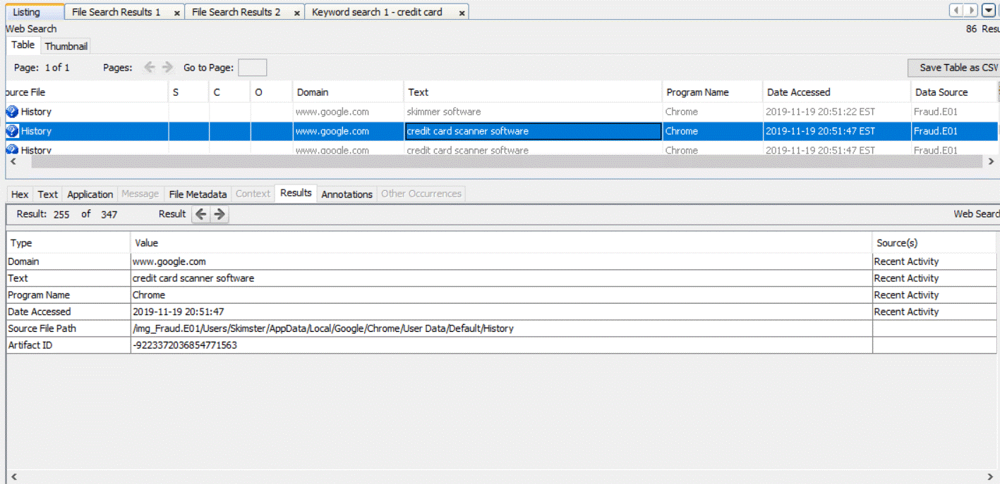 Listing File Search Results 1 x File Search Results 2 x Keyword search 1 - credit card x
Web Search 86 Resu
Table Thumbnail
Page: 1 of 1 Pages: Go to Page: Save Table as CSV
ource File S C O Domain Text Program Name Date Accessed Data Source
History www.google.com skimmer software Chrome 2019-11-19 20:51:22 EST Fraud.E01
History www.google.com credit card scanner software Chrome 2019-11-19 20:51:47 EST Fraud.E01
History www.google.com credit card scanner software Chrome 2019-11-19 20:51:47 EST Fraud.E01
Hex Text Application Message File Metadata Context Results Annotations Other Occurrences
Result: 255 of 347 Result Web Search
Type Value Source(s)
Domain www.google.com Recent Activity
Text credit card scanner software Recent Activity
Program Name Chrome Recent Activity
Date Accessed 2019-11-19 20:51:47 Recent Activity
Source File Path /img_Fraud.E01/Users/Skimster/AppData/Local/Google/Chrome/User Data/Default/History
Artifact ID -9223372036854771563